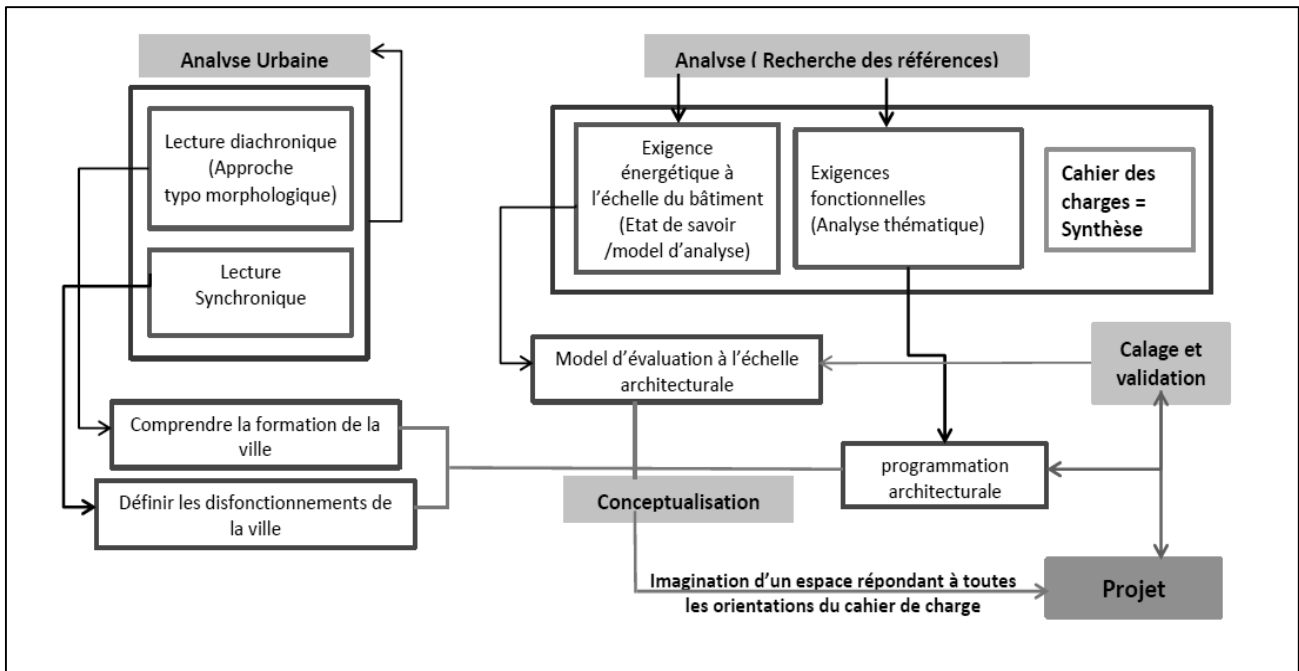 Analyse Urbaine
Lecture diachronique
(Approche
typo morphologique)
Lecture
Synchronique
Comprendre la formation de la
ville
Définir les disfonctionnements de
la ville
Analyse ( Recherche des références)
Exigence
énergétique à
l'échelle du bâtiment
(Etat de savoir
/model d'analyse)
Exigences
fonctionnelles
(Analyse thématique)
Cahier des
charges =
Synthèse
Model d'évaluation à l'échelle
architecturale
Calage et
validation
programmation
architecturale
Conceptualisation
Imagination d'un espace répondant à toutes
les orientations du cahier de charge
Projet